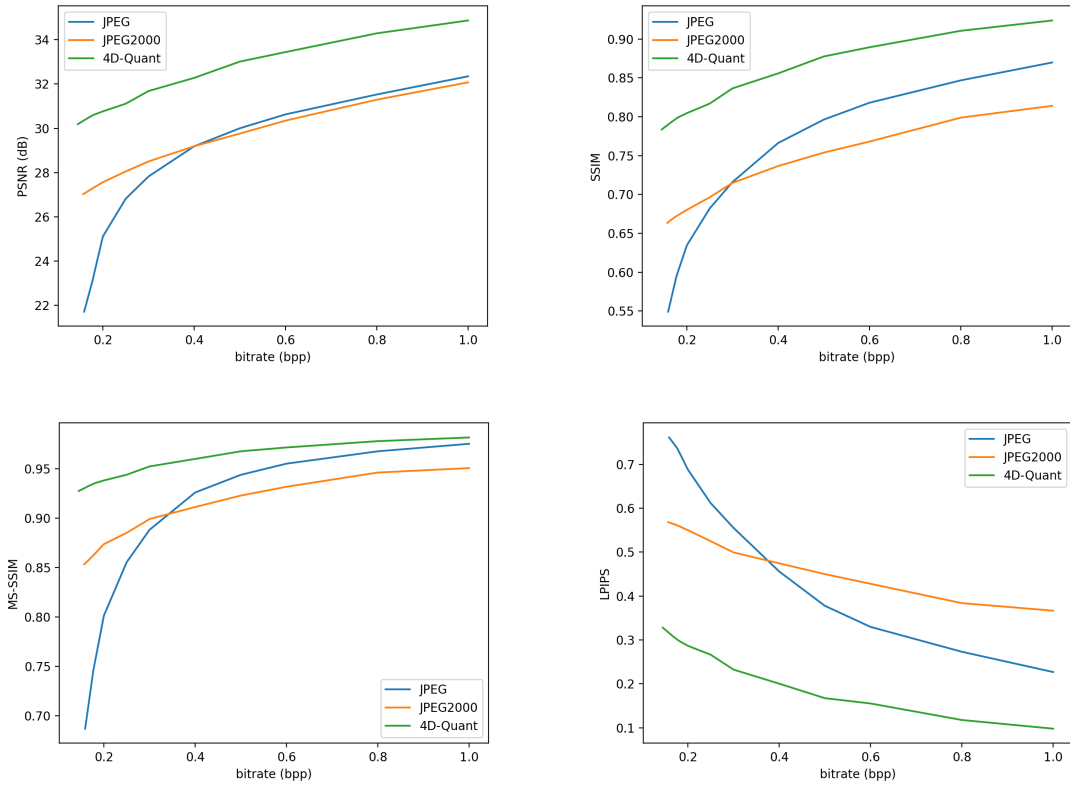 JPEG
JPEG2000
4D-Quant
PSNR (dB)
34
32
30
28
26
24
22
0.2 0.4 0.6 0.8 1.0
bitrate (bpp)
JPEG
JPEG2000
4D-Quant
SSIM
0.90
0.85
0.80
0.75
0.70
0.65
0.60
0.55
0.2 0.4 0.6 0.8 1.0
bitrate (bpp)
MS-SSIM
0.95
0.90
0.85
0.80
0.75
0.70
JPEG
JPEG2000
4D-Quant
0.2 0.4 0.6 0.8 1.0
bitrate (bpp)
JPEG
JPEG2000
4D-Quant
LPIPS
0.7
0.6
0.5
0.4
0.3
0.2
0.1
0.2 0.4 0.6 0.8 1.0
bitrate (bpp)